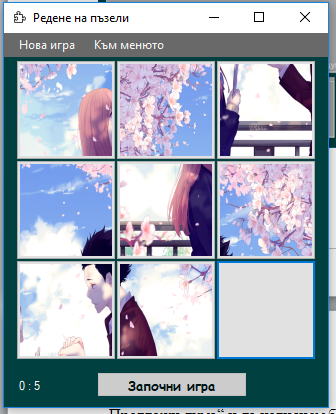 Редене на пъзели
Нова игра Към менюто
0 : 5
Започни игра